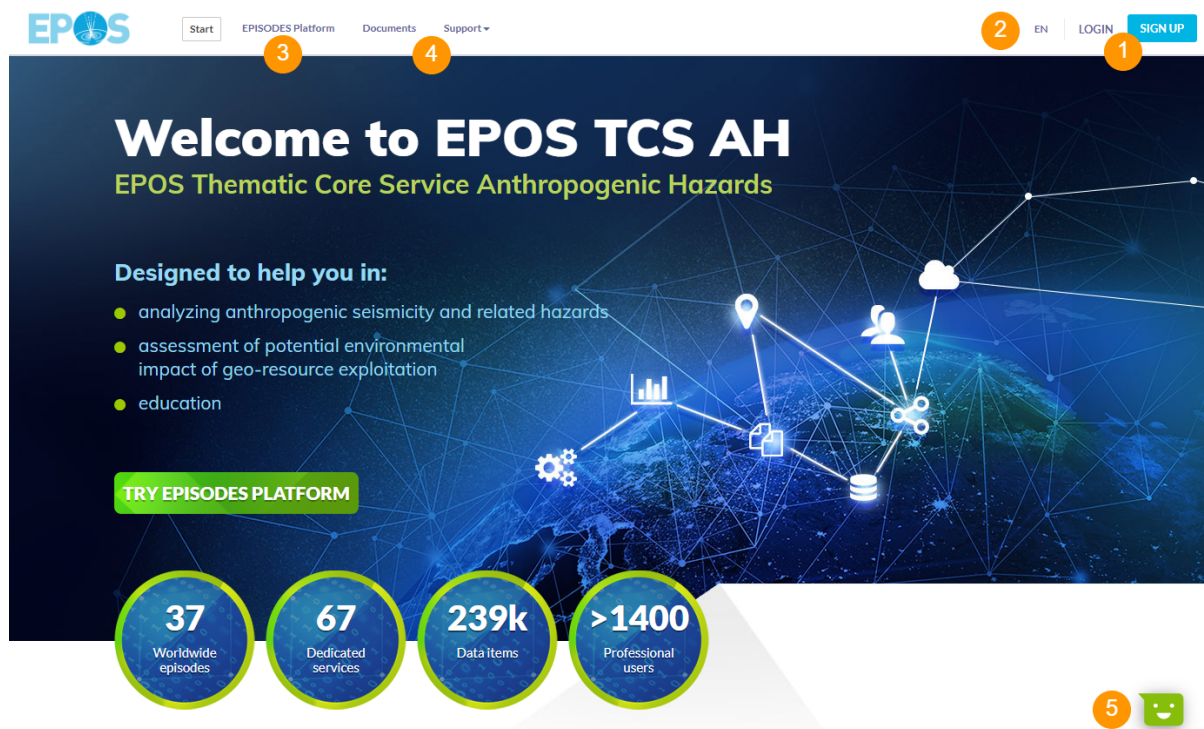 EPOS
Start EPISODES Platform Documents Support
2 EN LOGIN SIGN UP
3 4 1
Welcome to EPOS TCS AH
EPOS Thematic Core Service Anthropogenic Hazards
Designed to help you in:
analyzing anthropogenic seismicity and related hazards
assessment of potential environmental
impact of geo-resource exploitation
education
TRY EPISODES PLATFORM
37
Worldwide
episodes
67
Dedicated
services
239k
Data items
>1400
Professional
users
5